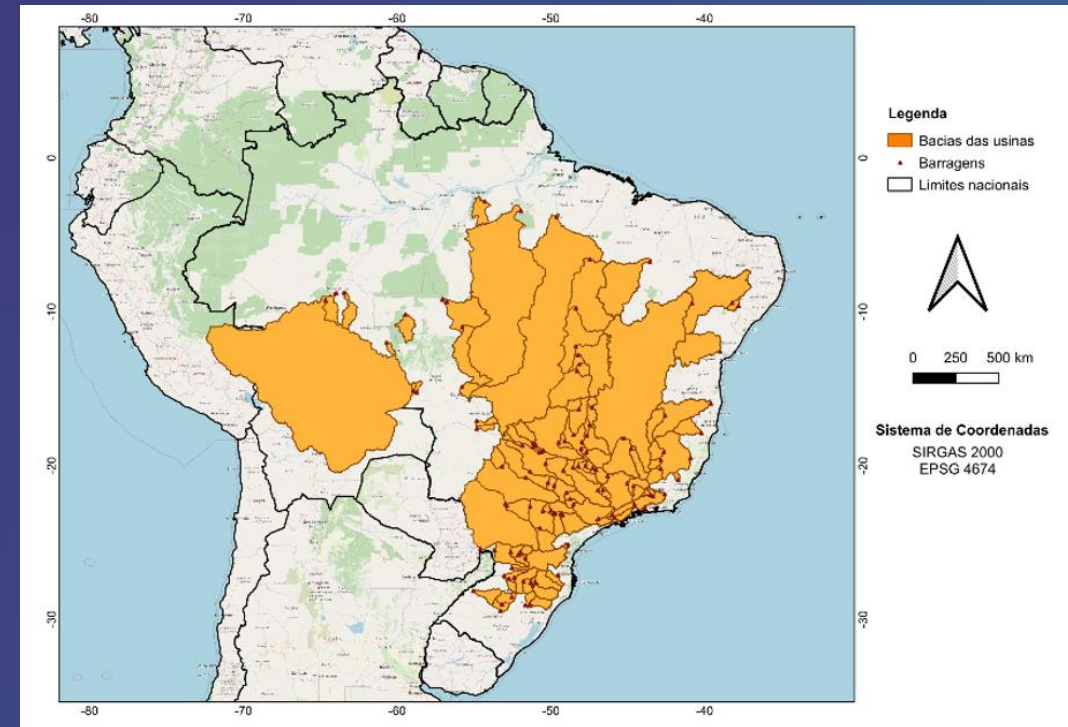 -80 -70 -60 -50 -40
0 0
-10 -10
-20 -20
-30 -30
-80 -70 -60 -50 -40
Legenda
Bacias das usinas
Barragens
Limites nacionais
0 250 500 km
Sistema de Coordenadas
SIRGAS 2000
EPSG 4674